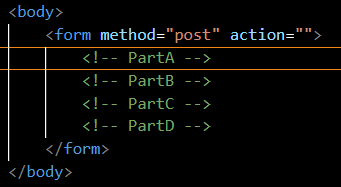 <body>
<form method="post" action="">
<!-- PartA -->
<!-- PartB -->
<!-- PartC -->
<!-- PartD -->
</form>
</body>